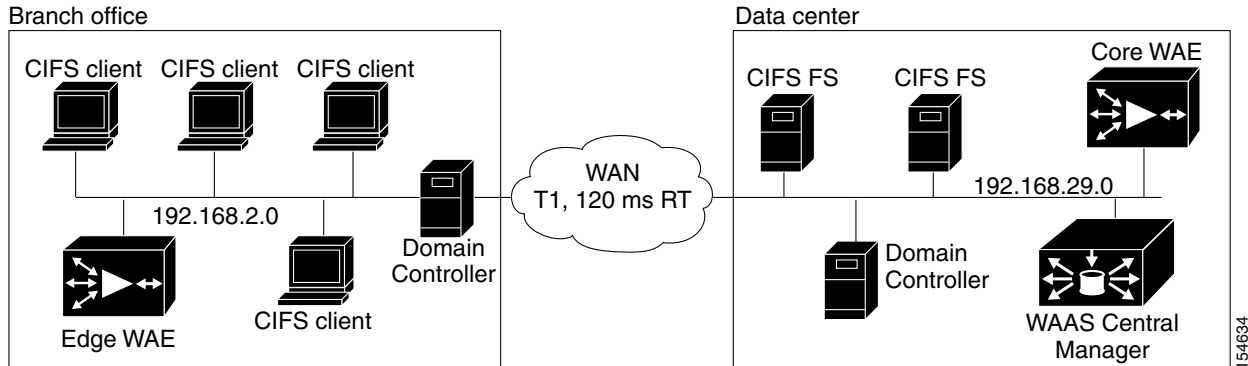 Branch office
CIFS client
CIFS client
CIFS client
192.168.2.0
Edge WAE
CIFS client
Domain
Controller
WAN
T1, 120 ms RT
Data center
CIFS FS
CIFS FS
Core WAE
192.168.29.0
Domain
Controller
WAAS Central
Manager
154634